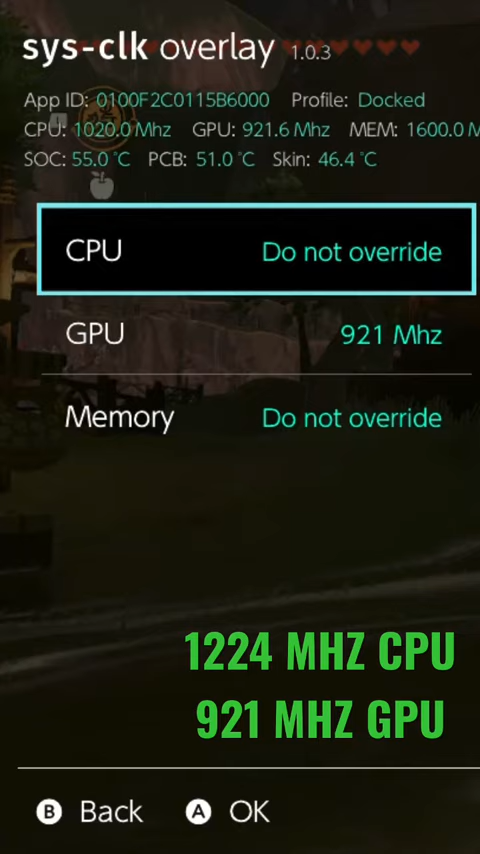 sys-clk overlay 1.0.3
App ID: 0100F2C0115B6000 Profile: Docked
CPU: 1020.0 Mhz GPU: 921.6 Mhz MEM: 1600.0 M
SOC: 55.0 °C PCB: 51.0 °C Skin: 46.4 °C
CPU Do not override
GPU 921 Mhz
Memory Do not override
1224 MHZ CPU
921 MHZ GPU
B Back A OK